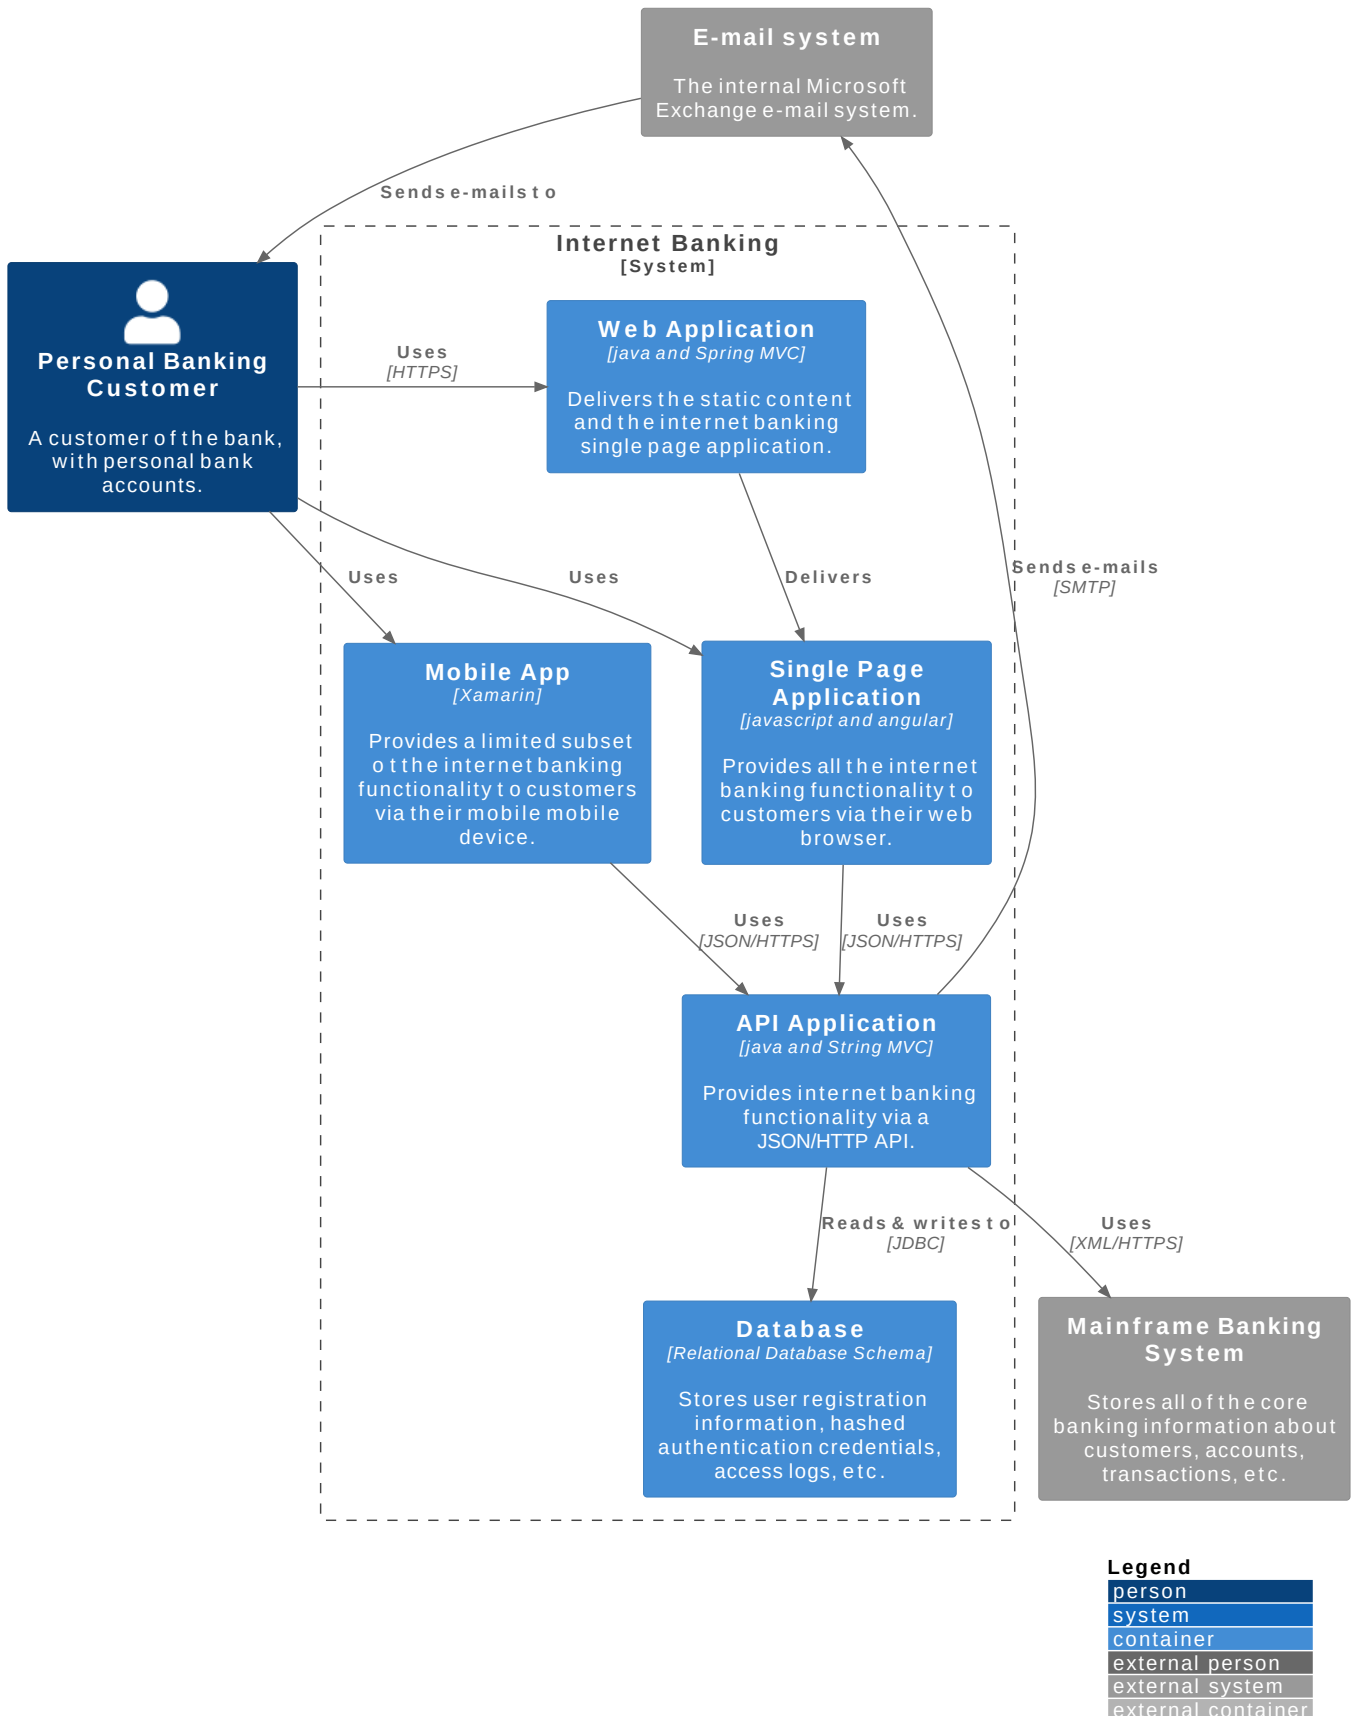 E-mail system
The internal Microsoft
Exchange e-mail system.
Sends e-mails to
Internet Banking
[System]
Personal Banking
Customer
A customer of the bank,
with personal bank
accounts.
Uses
[HTTPS]
Web Application
[java and Spring MVC]
Delivers the static content
and the internet banking
single page application.
Uses
Uses
Delivers
Sends e-mails
[SMTP]
Mobile App
[Xamarin]
Provides a limited subset
ot the internet banking
functionality to customers
via their mobile mobile
device.
Single Page
Application
[javascript and angular]
Provides all the internet
banking functionality to
customers via their web
browser.
Uses
[JSON/HTTPS]
Uses
[JSON/HTTPS]
API Application
[java and String MVC]
Provides internet banking
functionality via a
JSON/HTTP API.
Reads & writes to
[JDBC]
Uses
[XML/HTTPS]
Database
[Relational Database Schema]
Stores user registration
information, hashed
authentication credentials,
access logs, etc.
Mainframe Banking
System
Stores all of the core
banking information about
customers, accounts,
transactions, etc.
Legend
person
system
container
external person
external system
external container